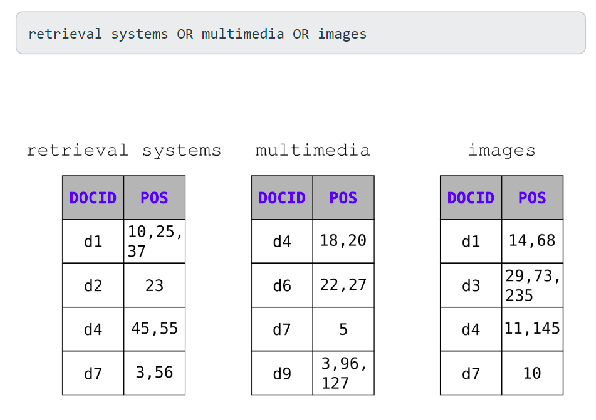 retrieval systems OR multimedia OR images
retrieval systems
DOCID POS
d1 10,25,
37
d2 23
d4 45,55
d7 3,56
multimedia
DOCID POS
d4 18,20
d6 22,27
d7 5
d9 3,96,
127
images
DOCID POS
d1 14,68
d3 29,73,
235
d4 11,145
d7 10